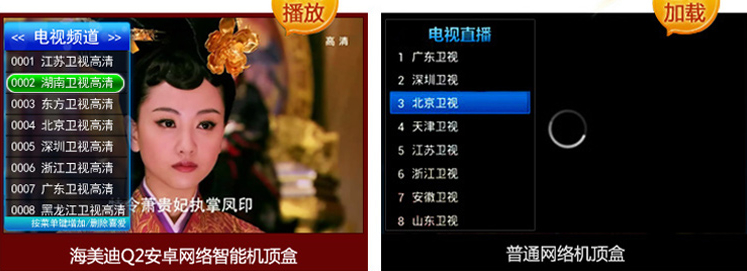 播放
<< 电视频道 >>
高清
0001 江苏卫视高清
0002 湖南卫视高清
0003 东方卫视高清
0004 北京卫视高清
0005 深圳卫视高清
0006 浙江卫视高清
0007 广东卫视高清
0008 黑龙江卫视高清
按菜单键增加/删除喜爱
特令萧贵妃执掌凤印
海美迪Q2安卓网络智能机顶盒
加载
电视直播
1 广东卫视
2 深圳卫视
3 北京卫视
4 天津卫视
5 江苏卫视
6 浙江卫视
7 安徽卫视
8 山东卫视
普通网络机顶盒